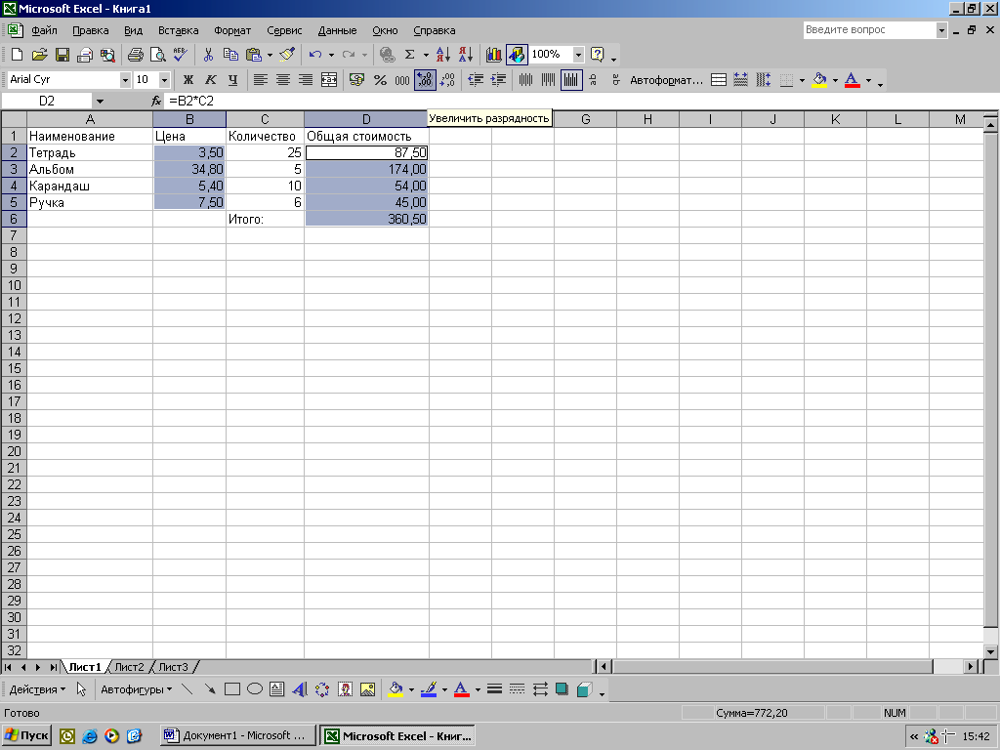 Microsoft Excel - Книга1
Файл Правка Вид Вставка Формат Сервис Данные Окно Справка Введите вопрос
100%
Arial Cyr 10 Ж К Ч % 000 Автоформат...
D2 fx =B2*C2
Увеличить разрядность
A B C D G H I J K L M
1 Наименование Цена Количество Общая стоимость
2 Тетрадь 3,50 25 87,50
3 Альбом 34,80 5 174,00
4 Карандаш 5,40 10 54,00
5 Ручка 7,50 6 45,00
6 Итого: 360,50
7
8
9
10
11
12
13
14
15
16
17
18
19
20
21
22
23
24
25
26
27
28
29
30
31
32
Лист1 Лист2 Лист3
Действия Автофигуры
Готово Сумма=772,20 NUM
Пуск Документ1 - Microsoft ... Microsoft Excel - Книг... « 15:42